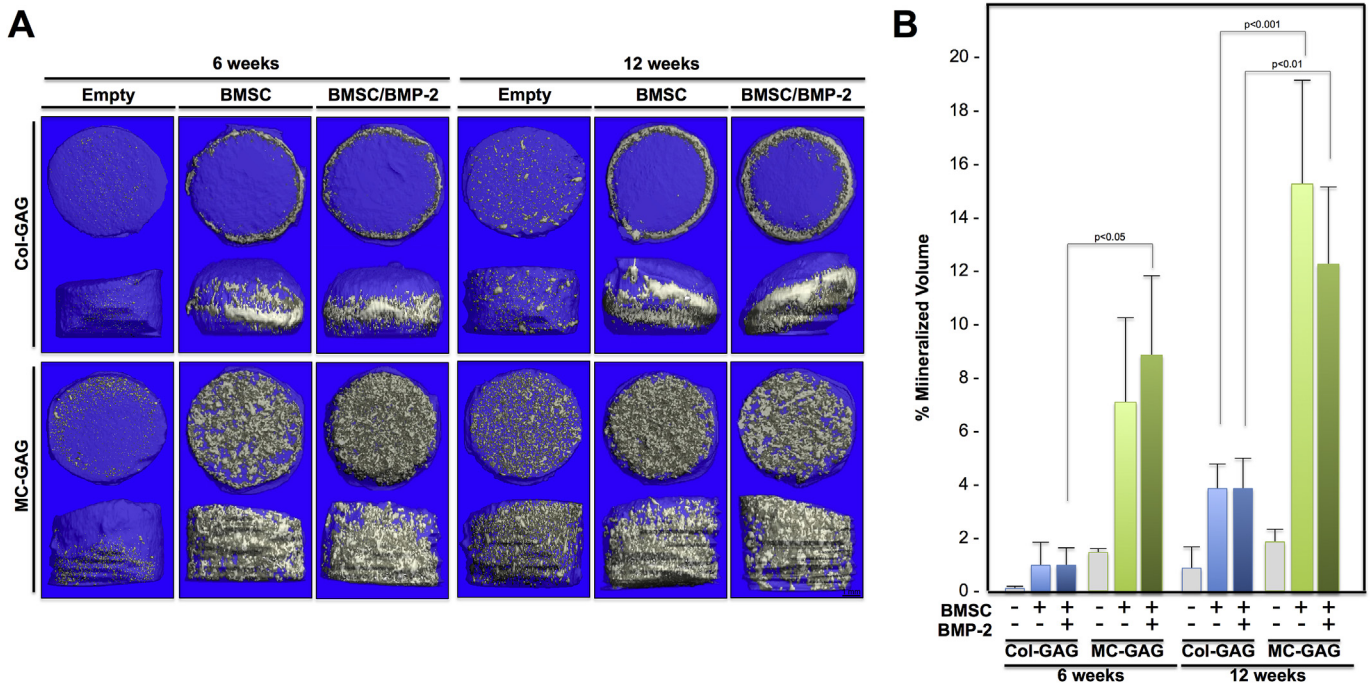 A
6 weeks 12 weeks
Empty BMSC BMSC/BMP-2 Empty BMSC BMSC/BMP-2
Col-GAG
MC-GAG
B
% Miineralized Volume
20 -
18 -
16 -
14 -
12 -
10 -
8 -
6 -
4 -
2 -
0 -
p<0.001
p<0.01
p<0.05
BMSC - + + - + + - + + - + +
BMP-2 - - + - - + - - + - - +
Col-GAG MC-GAG Col-GAG MC-GAG
6 weeks 12 weeks